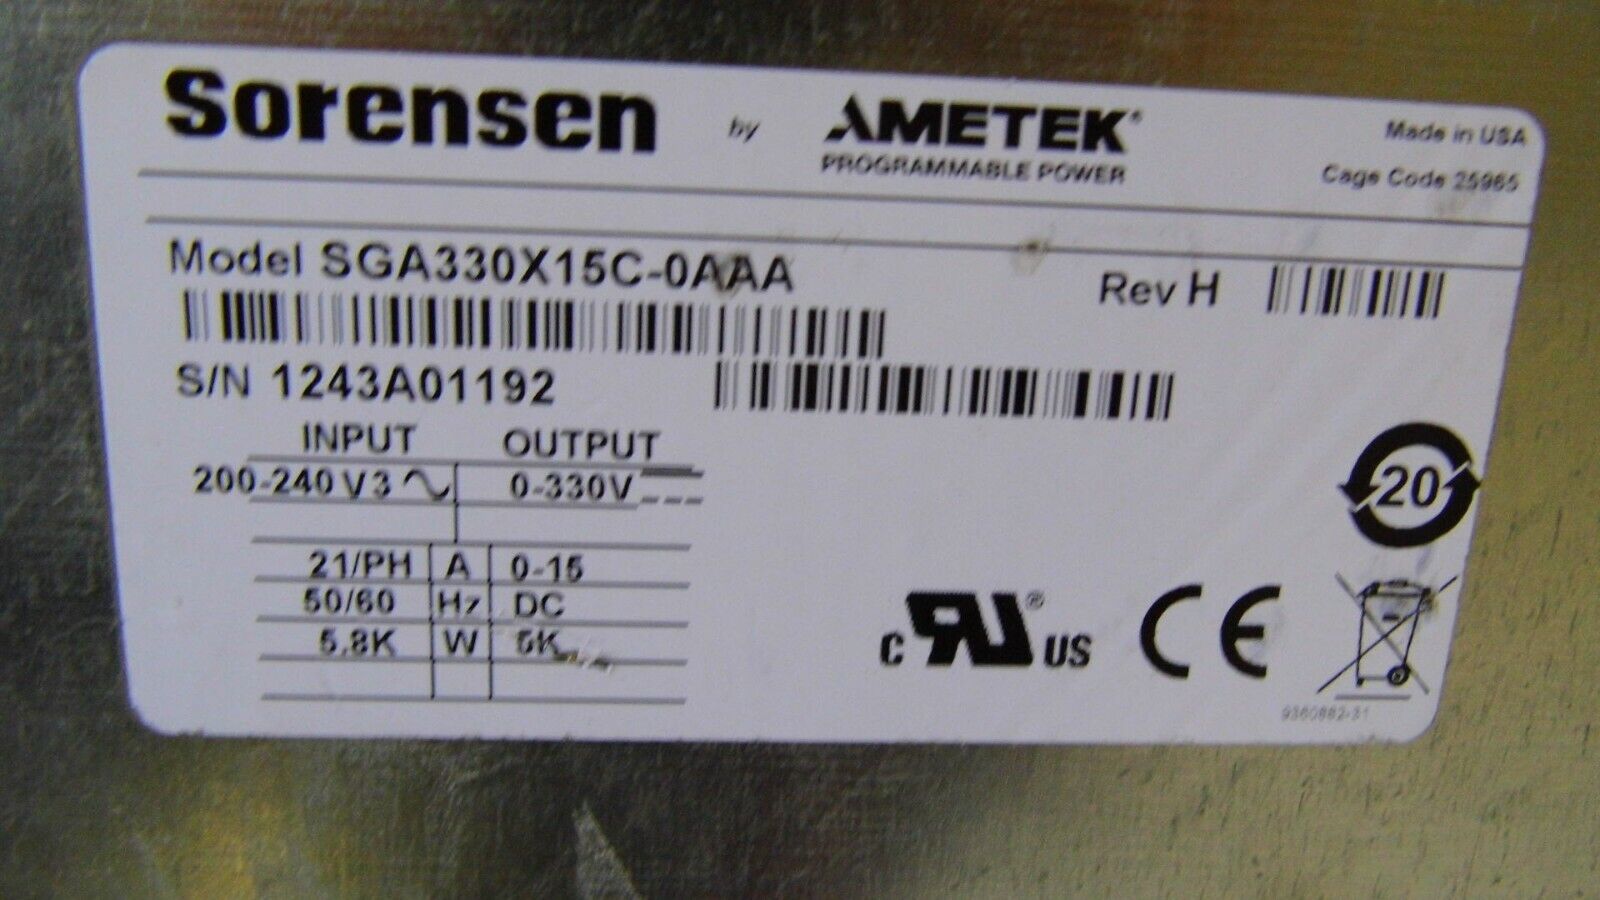 Sorensen by AMETEK®
PROGRAMMABLE POWER
Made in USA
Cage Code 25965
Model SGA330X15C-0AAA Rev H
S/N 1243A01192
INPUT OUTPUT
200-240 V 3 0-330V
21/PH A 0-15
50/60 Hz DC
5.8K W 5K
20
c RU® US CE
9360882-31